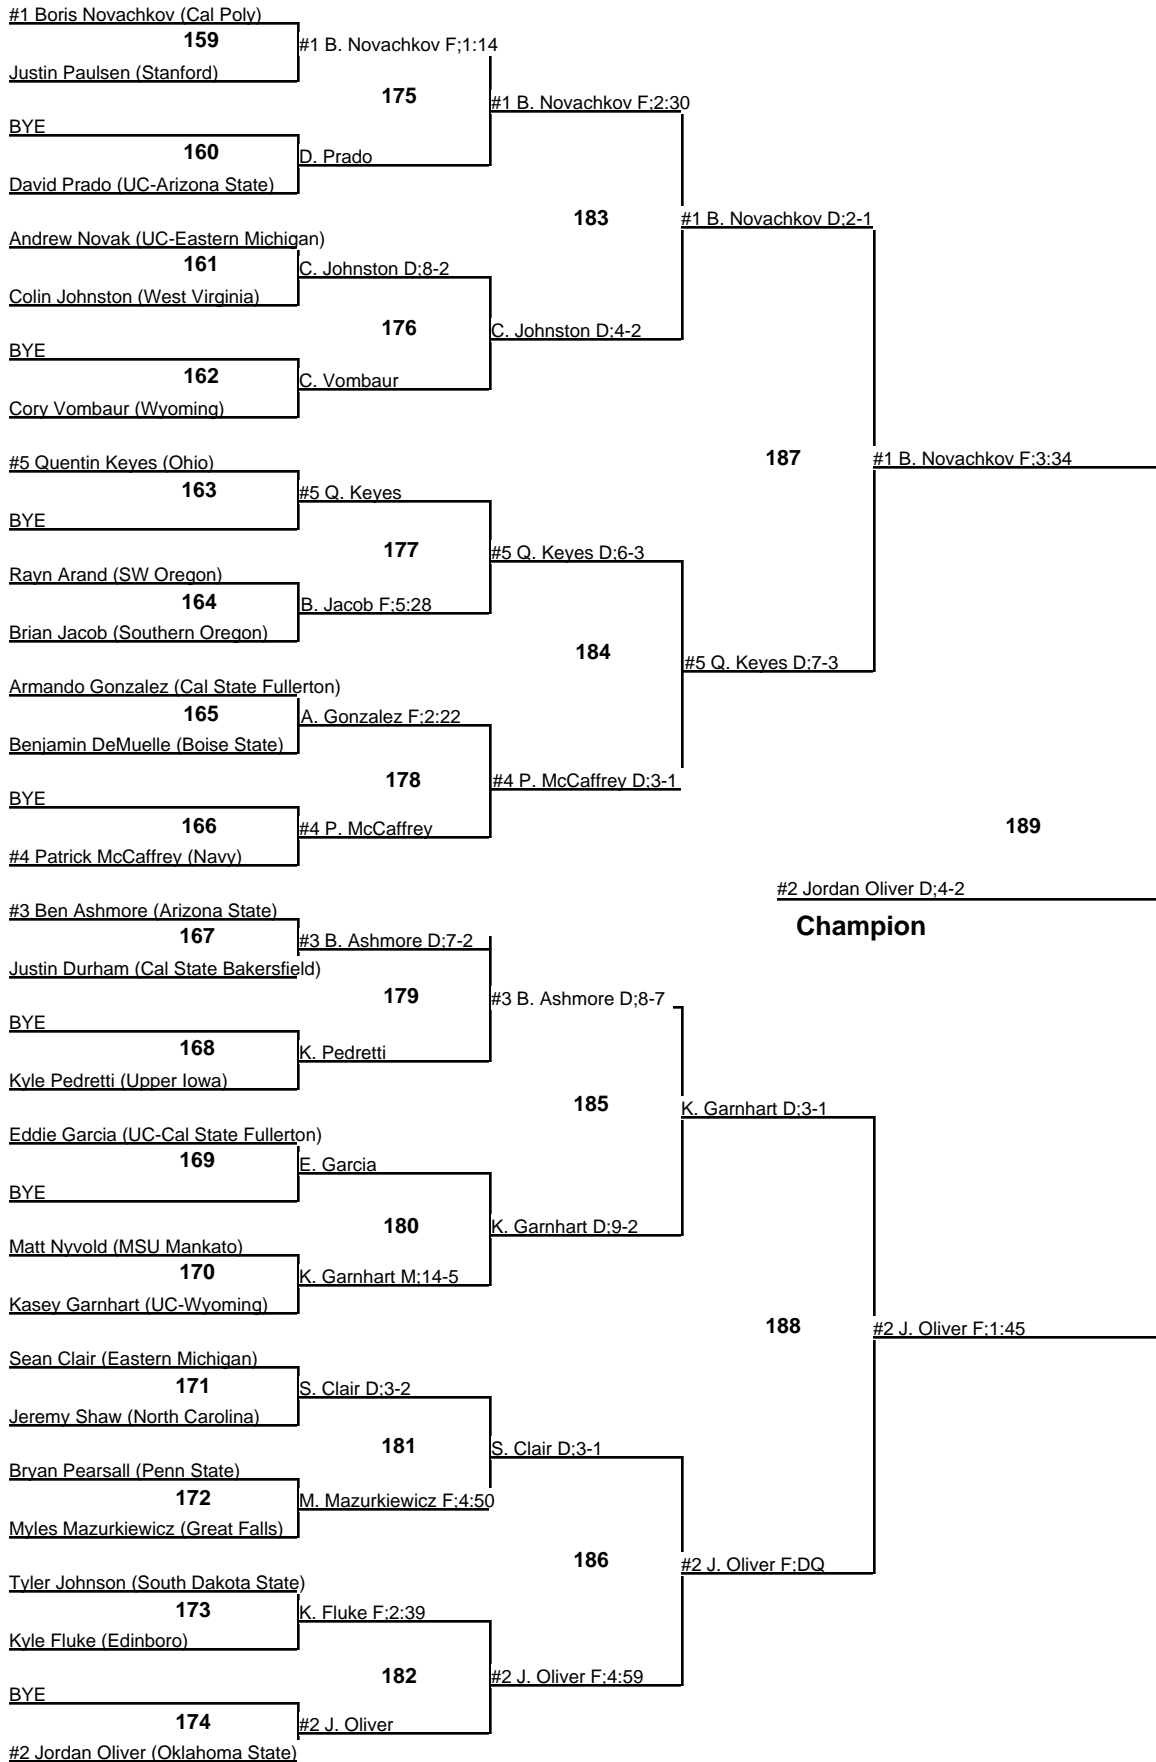 #1 Boris Novachkov (Cal Poly)
159
#1 B. Novachkov F;1:14
Justin Paulsen (Stanford)
175
#1 B. Novachkov F;2:30
BYE
160
D. Prado
David Prado (UC-Arizona State)
183
#1 B. Novachkov D;2-1
Andrew Novak (UC-Eastern Michigan)
161
C. Johnston D;8-2
Colin Johnston (West Virginia)
176
C. Johnston D;4-2
BYE
162
C. Vombaur
Cory Vombaur (Wyoming)
187
#1 B. Novachkov F;3:34
#5 Quentin Keyes (Ohio)
163
#5 Q. Keyes
BYE
177
#5 Q. Keyes D;6-3
Rayn Arand (SW Oregon)
164
B. Jacob F;5:28
Brian Jacob (Southern Oregon)
184
#5 Q. Keyes D;7-3
Armando Gonzalez (Cal State Fullerton)
165
A. Gonzalez F;2:22
Benjamin DeMuelle (Boise State)
178
#4 P. McCaffrey D;3-1
BYE
166
#4 P. McCaffrey
#4 Patrick McCaffrey (Navy)
189
#2 Jordan Oliver D;4-2
Champion
#3 Ben Ashmore (Arizona State)
167
#3 B. Ashmore D;7-2
Justin Durham (Cal State Bakersfield)
179
#3 B. Ashmore D;8-7
BYE
168
K. Pedretti
Kyle Pedretti (Upper Iowa)
185
K. Garnhart D;3-1
Eddie Garcia (UC-Cal State Fullerton)
169
E. Garcia
BYE
180
K. Garnhart D;9-2
Matt Nyvold (MSU Mankato)
170
K. Garnhart M;14-5
Kasey Garnhart (UC-Wyoming)
188
#2 J. Oliver F;1:45
Sean Clair (Eastern Michigan)
171
S. Clair D;3-2
Jeremy Shaw (North Carolina)
181
S. Clair D;3-1
Bryan Pearsall (Penn State)
172
M. Mazurkiewicz F;4:50
Myles Mazurkiewicz (Great Falls)
186
#2 J. Oliver F;DQ
Tyler Johnson (South Dakota State)
173
K. Fluke F;2:39
Kyle Fluke (Edinboro)
182
#2 J. Oliver F;4:59
BYE
174
#2 J. Oliver
#2 Jordan Oliver (Oklahoma State)